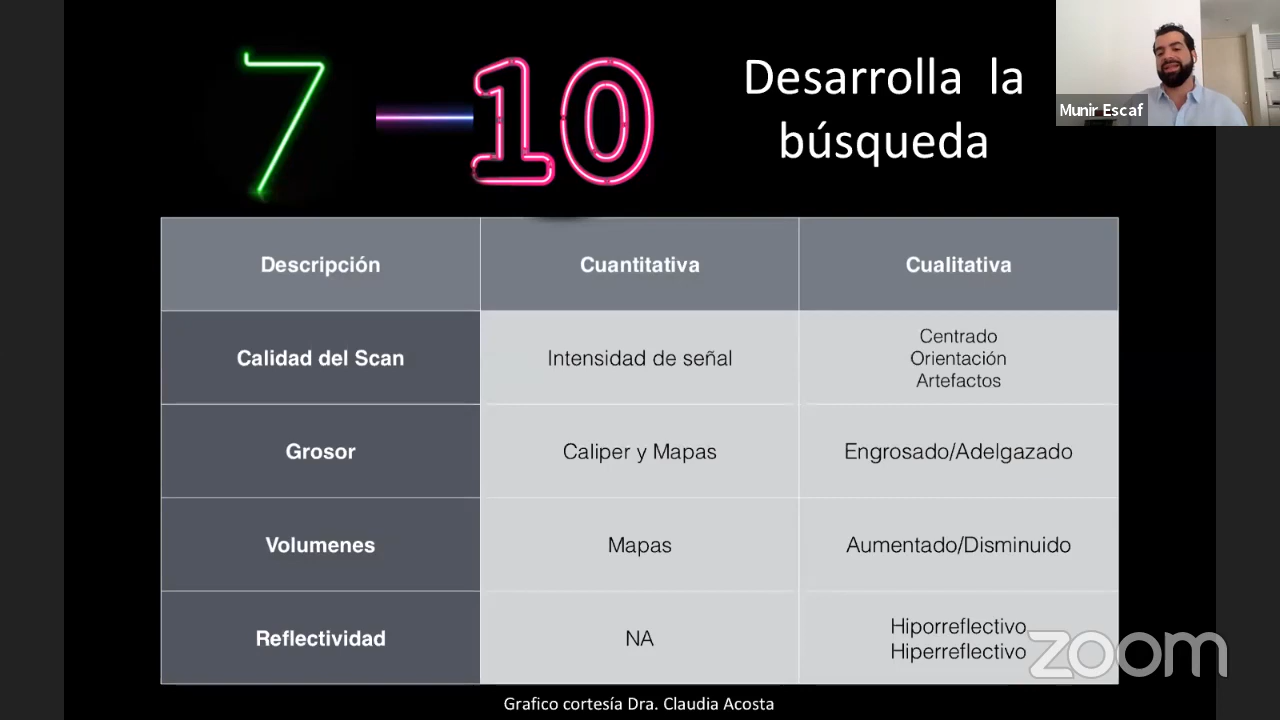 7 – 10
Desarrolla la
búsqueda
Munir Escaf
Descripción
Cuantitativa
Cualitativa
Calidad del Scan
Intensidad de señal
Centrado
Orientación
Artefactos
Grosor
Caliper y Mapas
Engrosado/Adelgazado
Volumenes
Mapas
Aumentado/Disminuido
Reflectividad
NA
Hiporreflectivo
Hiperreflectivo
zoom
Grafico cortesía Dra. Claudia Acosta